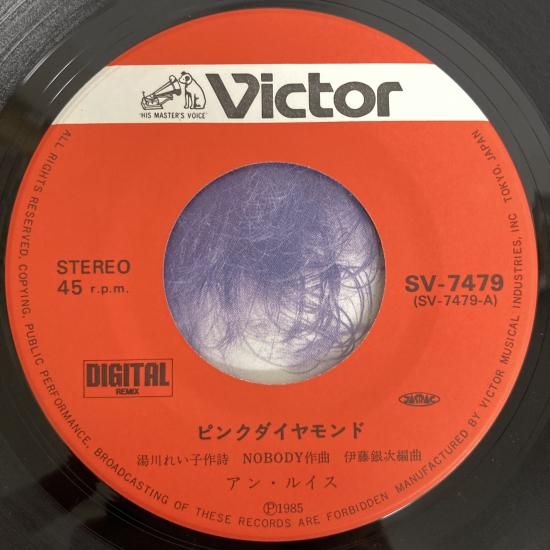 Victor
"HIS MASTER'S VOICE"
STEREO
45 r.p.m.
SV-7479
(SV-7479-A)
DIGITAL
REMIX
JASRAC
ピンクダイヤモンド
湯川れい子作詩 NOBODY作曲 伊藤銀次編曲
アン・ルイス
Ⓟ1985
ALL RIGHTS RESERVED, COPYING, PUBLIC PERFORMANCE, BROADCASTING OF THESE RECORDS ARE FORBIDDEN MANUFACTURED BY VICTOR MUSICAL INDUSTRIES, INC TOKYO, JAPAN